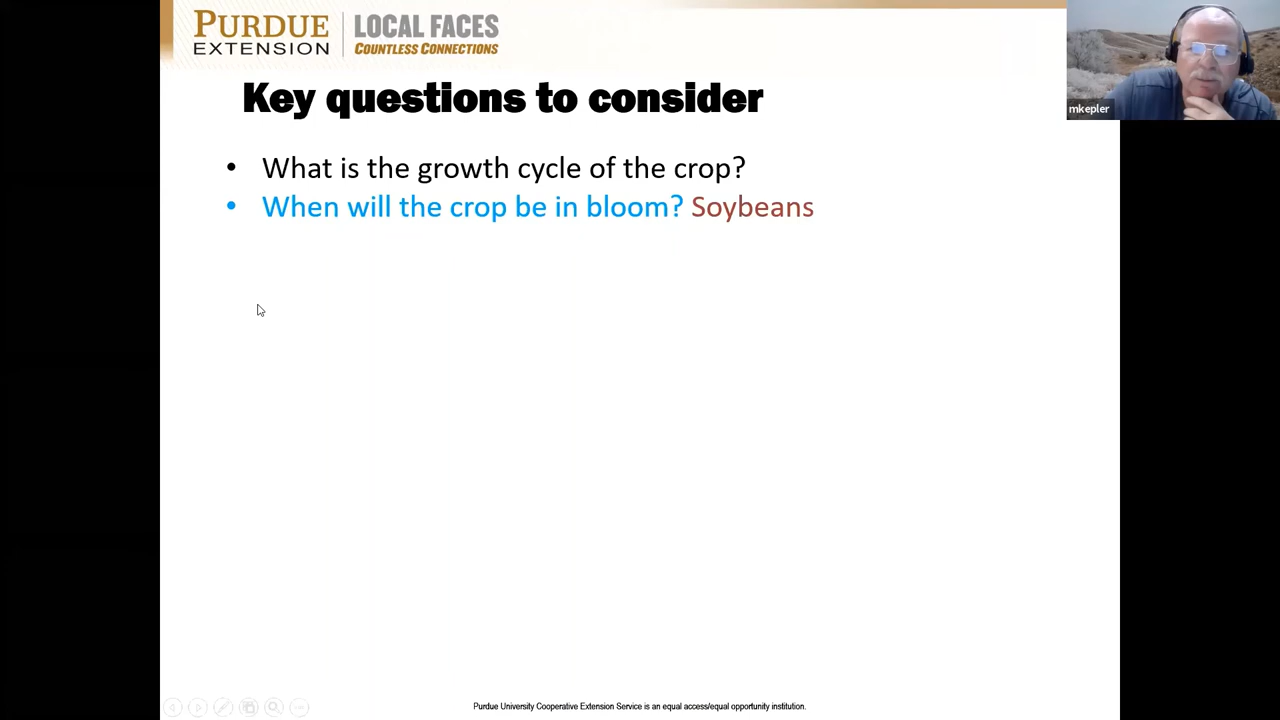 PURDUE EXTENSION
LOCAL FACES
COUNTLESS CONNECTIONS
mkepler
Key questions to consider
• What is the growth cycle of the crop?
• When will the crop be in bloom? Soybeans
Purdue University Cooperative Extension Service is an equal access/equal opportunity institution.